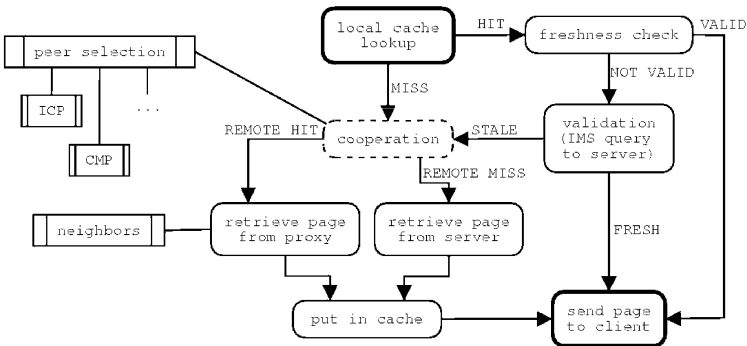 local cache
lookup
HIT
freshness check
VALID
peer selection
MISS
NOT VALID
ICP
...
CMP
REMOTE HIT
cooperation
STALE
validation
(IMS query
to server)
REMOTE MISS
neighbors
retrieve page
from proxy
retrieve page
from server
FRESH
put in cache
send page
to client